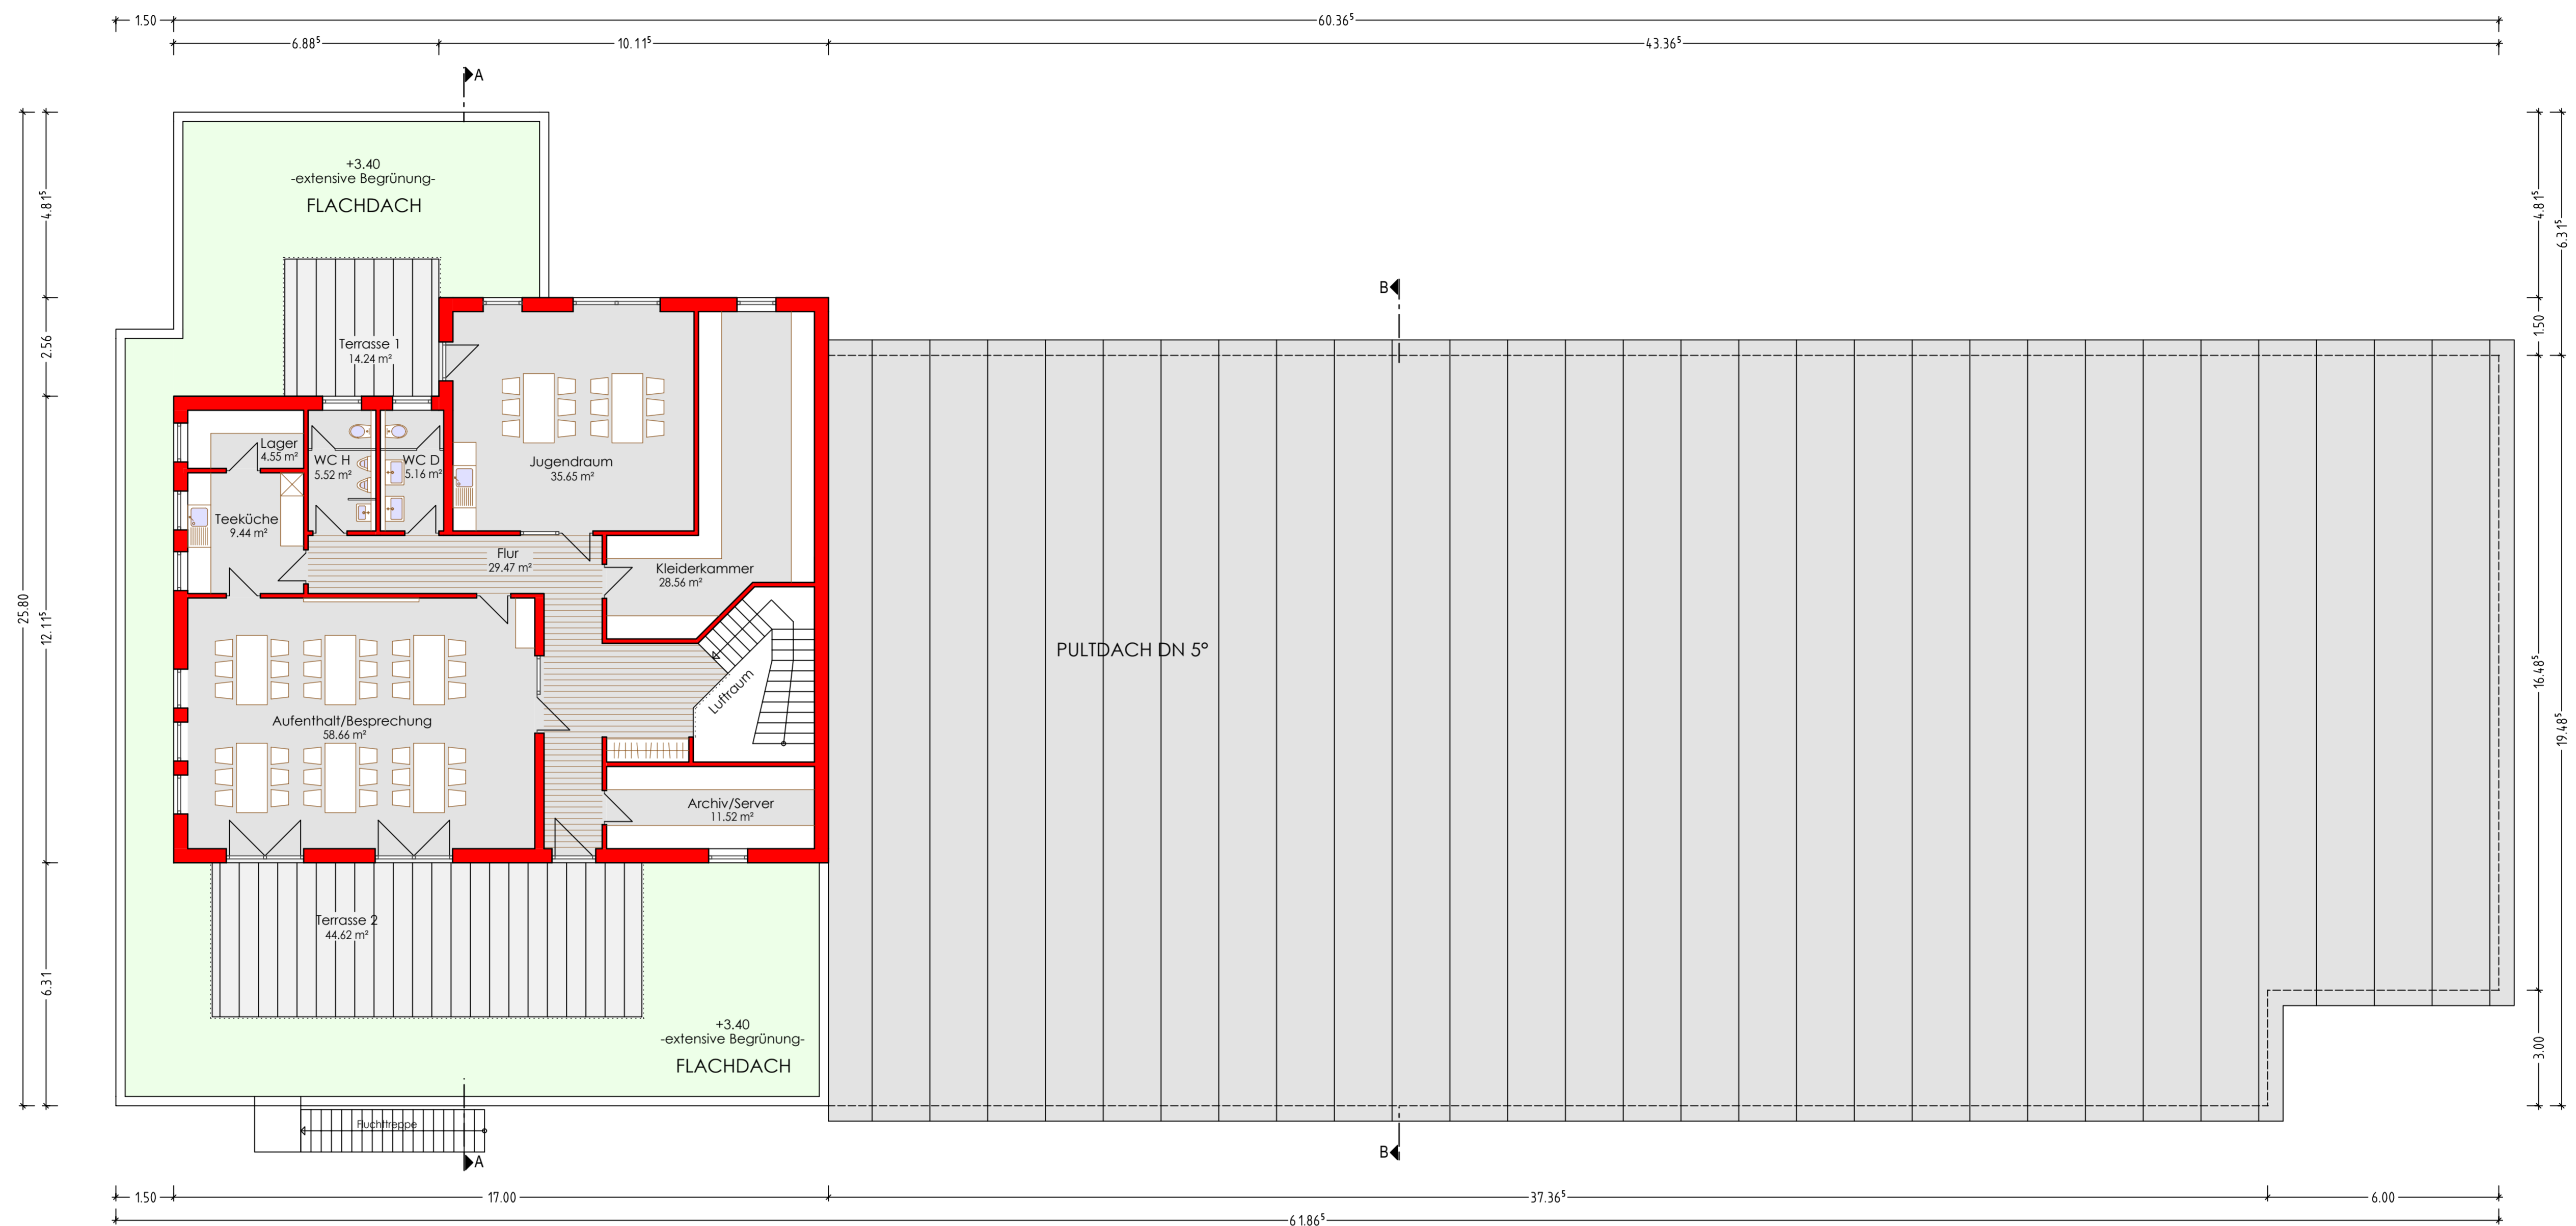 1.50
60.36⁵
6.88⁵
10.11⁵
43.36⁵
A
+3.40
-extensive Begrünung-
FLACHDACH
4.81⁵
4.81⁵
6.31⁵
B
Terrasse 1
14.24 m²
2.56
1.50
Lager
4.55 m²
WC H
5.52 m²
WC D
5.16 m²
Jugendraum
35.65 m²
Teeküche
9.44 m²
Flur
29.47 m²
Kleiderkammer
28.56 m²
25.80
12.11⁵
PULTDACH DN 5°
16.48⁵
19.48⁵
Luftraum
Aufenthalt/Besprechung
58.66 m²
Archiv/Server
11.52 m²
Terrasse 2
44.62 m²
6.31
+3.40
-extensive Begrünung-
FLACHDACH
3.00
Fluchttreppe
A
B
1.50
17.00
37.36⁵
6.00
61.86⁵